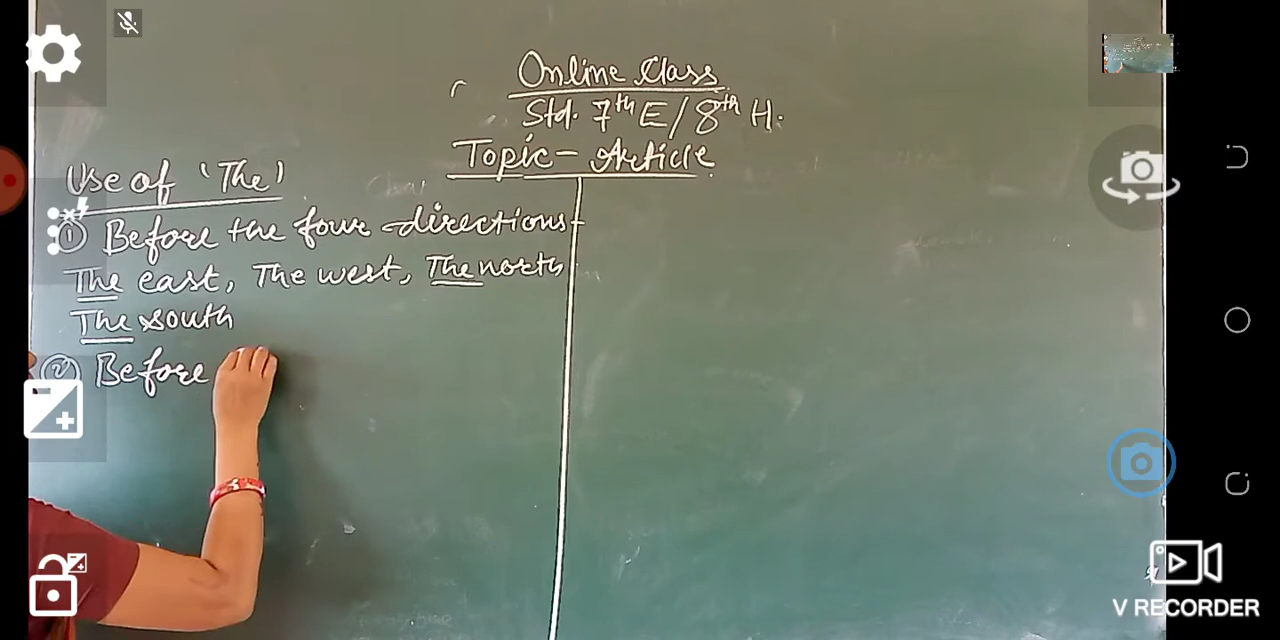 Online Class
Std. 7th E / 8th H.
Topic - Article
Use of 'The'
① Before the four directions-
The east, The west, The north
The south
② Before
V RECORDER